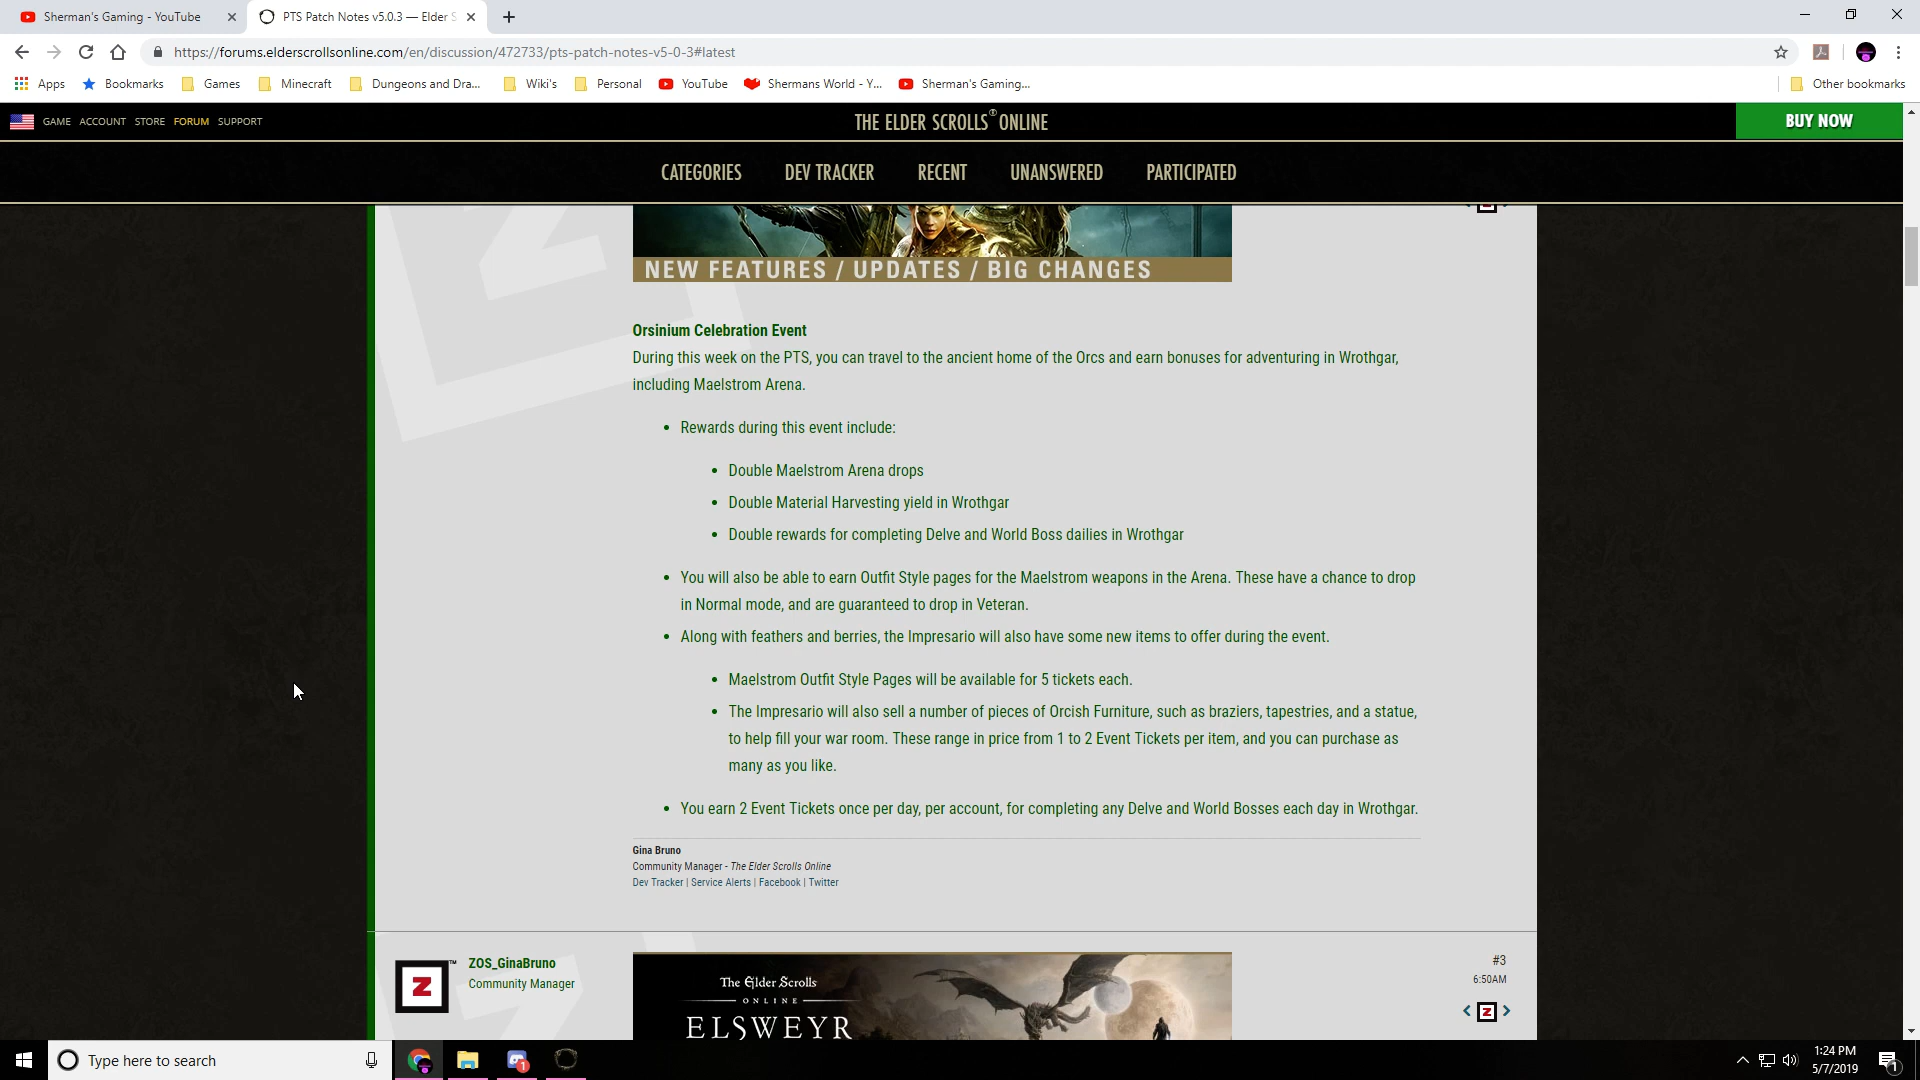 Sherman's Gaming - YouTube
PTS Patch Notes v5.0.3 — Elder S
https://forums.elderscrollsonline.com/en/discussion/472733/pts-patch-notes-v5-0-3#latest
Apps
Bookmarks
Games
Minecraft
Dungeons and Dra...
Wiki's
Personal
YouTube
Shermans World - Y...
Sherman's Gaming...
Other bookmarks
GAME ACCOUNT STORE FORUM SUPPORT
THE ELDER SCROLLS® ONLINE
BUY NOW
CATEGORIES DEV TRACKER RECENT UNANSWERED PARTICIPATED
NEW FEATURES / UPDATES / BIG CHANGES
Orsinium Celebration Event
During this week on the PTS, you can travel to the ancient home of the Orcs and earn bonuses for adventuring in Wrothgar,
including Maelstrom Arena.
• Rewards during this event include:
• Double Maelstrom Arena drops
• Double Material Harvesting yield in Wrothgar
• Double rewards for completing Delve and World Boss dailies in Wrothgar
• You will also be able to earn Outfit Style pages for the Maelstrom weapons in the Arena. These have a chance to drop
in Normal mode, and are guaranteed to drop in Veteran.
• Along with feathers and berries, the Impresario will also have some new items to offer during the event.
• Maelstrom Outfit Style Pages will be available for 5 tickets each.
• The Impresario will also sell a number of pieces of Orcish Furniture, such as braziers, tapestries, and a statue,
to help fill your war room. These range in price from 1 to 2 Event Tickets per item, and you can purchase as
many as you like.
• You earn 2 Event Tickets once per day, per account, for completing any Delve and World Bosses each day in Wrothgar.
Gina Bruno
Community Manager - The Elder Scrolls Online
Dev Tracker | Service Alerts | Facebook | Twitter
Z
™
ZOS_GinaBruno
Community Manager
The Elder Scrolls
ONLINE
ELSWEYR
#3
6:50AM
< Z >
Type here to search
1
1:24 PM
5/7/2019
1